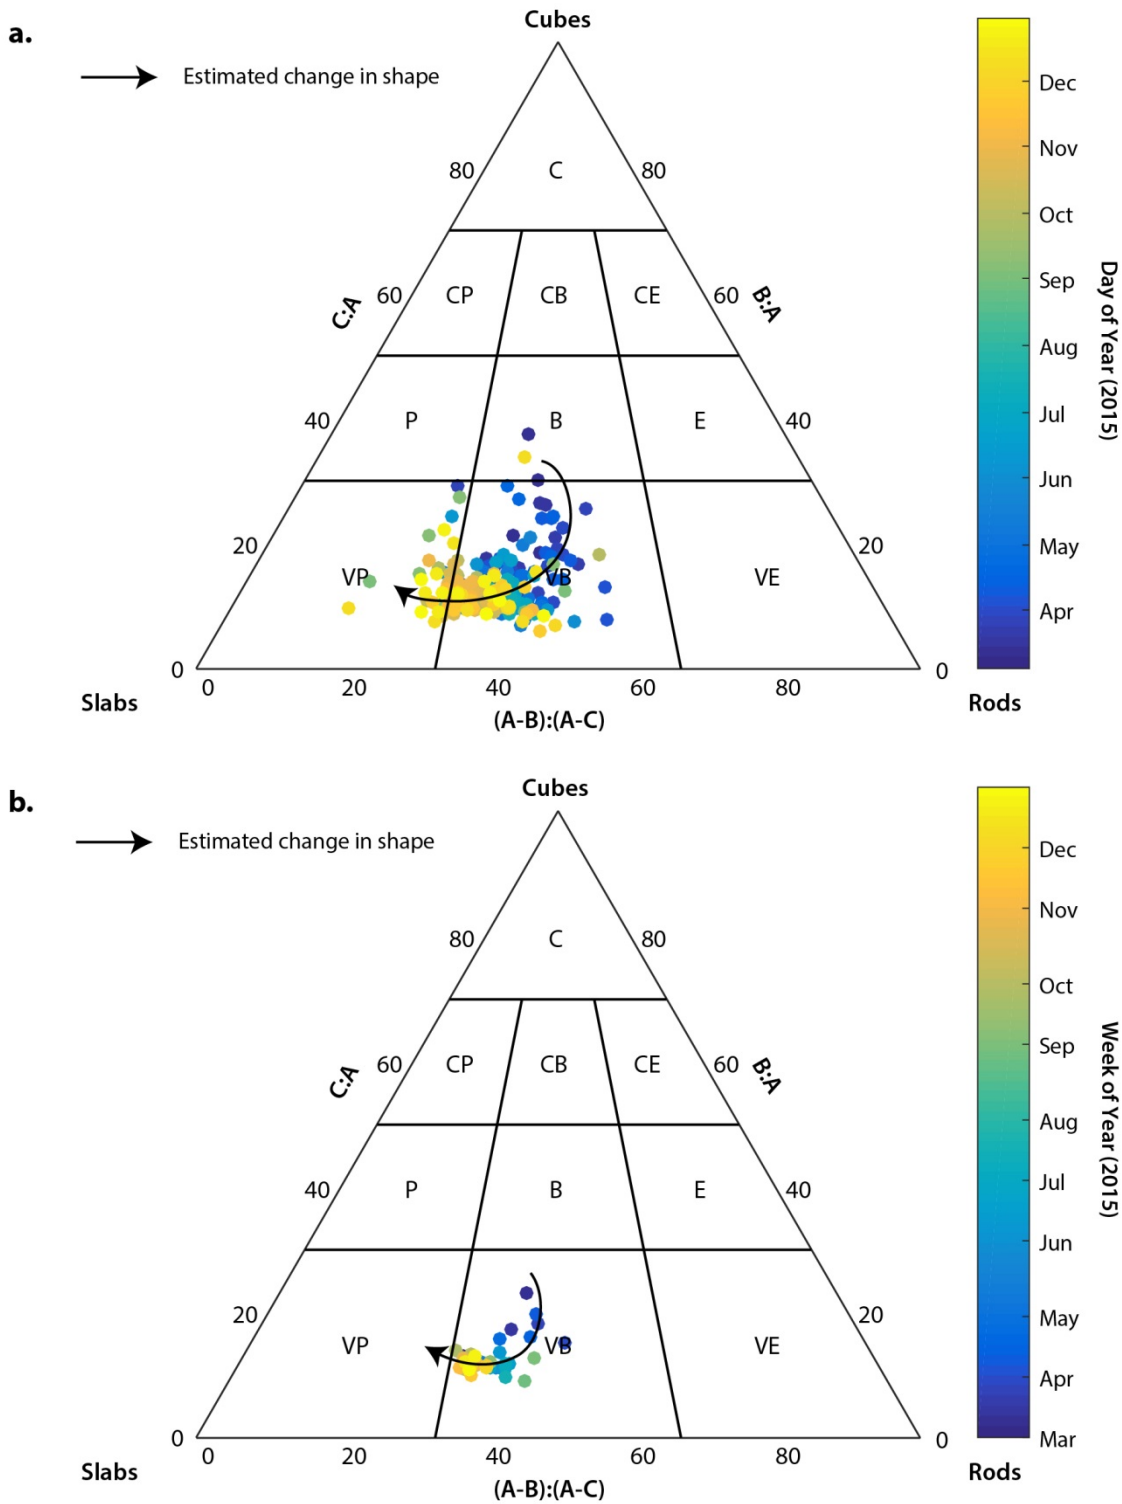 a.
Cubes
Estimated change in shape
80 C 80
C:A 60 CP CB CE 60 B:A
40 P B E 40
20 20
VP VB VE
0 0
0 20 40 60 80
Slabs (A-B):(A-C) Rods
Dec
Nov
Oct
Sep
Aug
Jul
Jun
May
Apr
Day of Year (2015)
b.
Cubes
Estimated change in shape
80 C 80
C:A 60 CP CB CE 60 B:A
40 P B E 40
20 20
VP VB VE
0 0
0 20 40 60 80
Slabs (A-B):(A-C) Rods
Dec
Nov
Oct
Sep
Aug
Jul
Jun
May
Apr
Mar
Week of Year (2015)